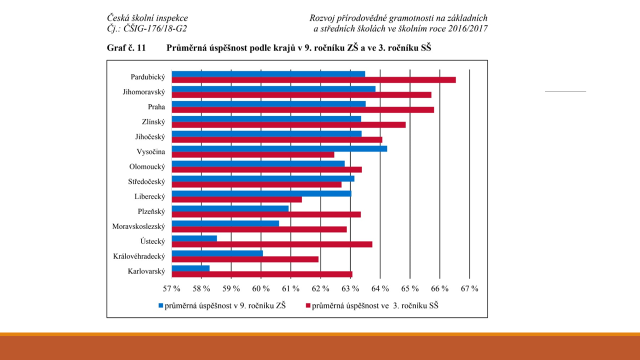 Česká školní inspekce
Čj.: ČŠIG-176/18-G2
Rozvoj přírodovědné gramotnosti na základních
a středních školách ve školním roce 2016/2017
Graf č. 11 Průměrná úspěšnost podle krajů v 9. ročníku ZŠ a ve 3. ročníku SŠ
Pardubický
Jihomoravský
Praha
Zlínský
Jihočeský
Vysočina
Olomoucký
Středočeský
Liberecký
Plzeňský
Moravskoslezský
Ústecký
Královéhradecký
Karlovarský
57 % 58 % 59 % 60 % 61 % 62 % 63 % 64 % 65 % 66 % 67 %
průměrná úspěšnost v 9. ročníku ZŠ průměrná úspěšnost ve 3. ročníku SŠ